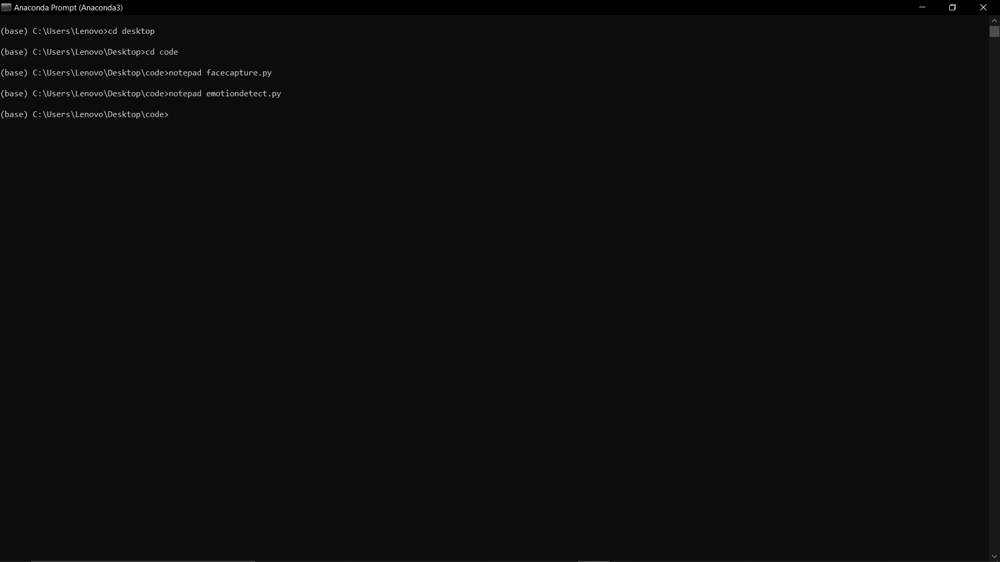 Anaconda Prompt (Anaconda3)
(base) C:\Users\Lenovo>cd desktop
(base) C:\Users\Lenovo\Desktop>cd code
(base) C:\Users\Lenovo\Desktop\code>notepad facecapture.py
(base) C:\Users\Lenovo\Desktop\code>notepad emotiondetect.py
(base) C:\Users\Lenovo\Desktop\code>